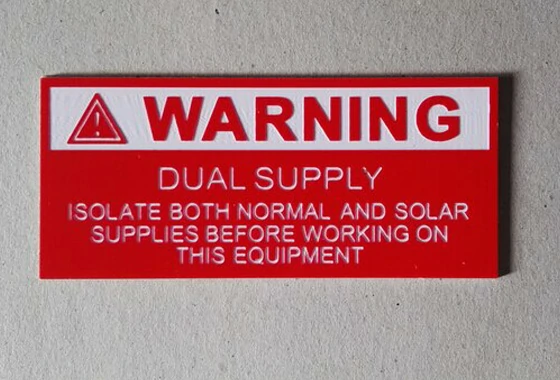 WARNING
DUAL SUPPLY
ISOLATE BOTH NORMAL AND SOLAR
SUPPLIES BEFORE WORKING ON
THIS EQUIPMENT